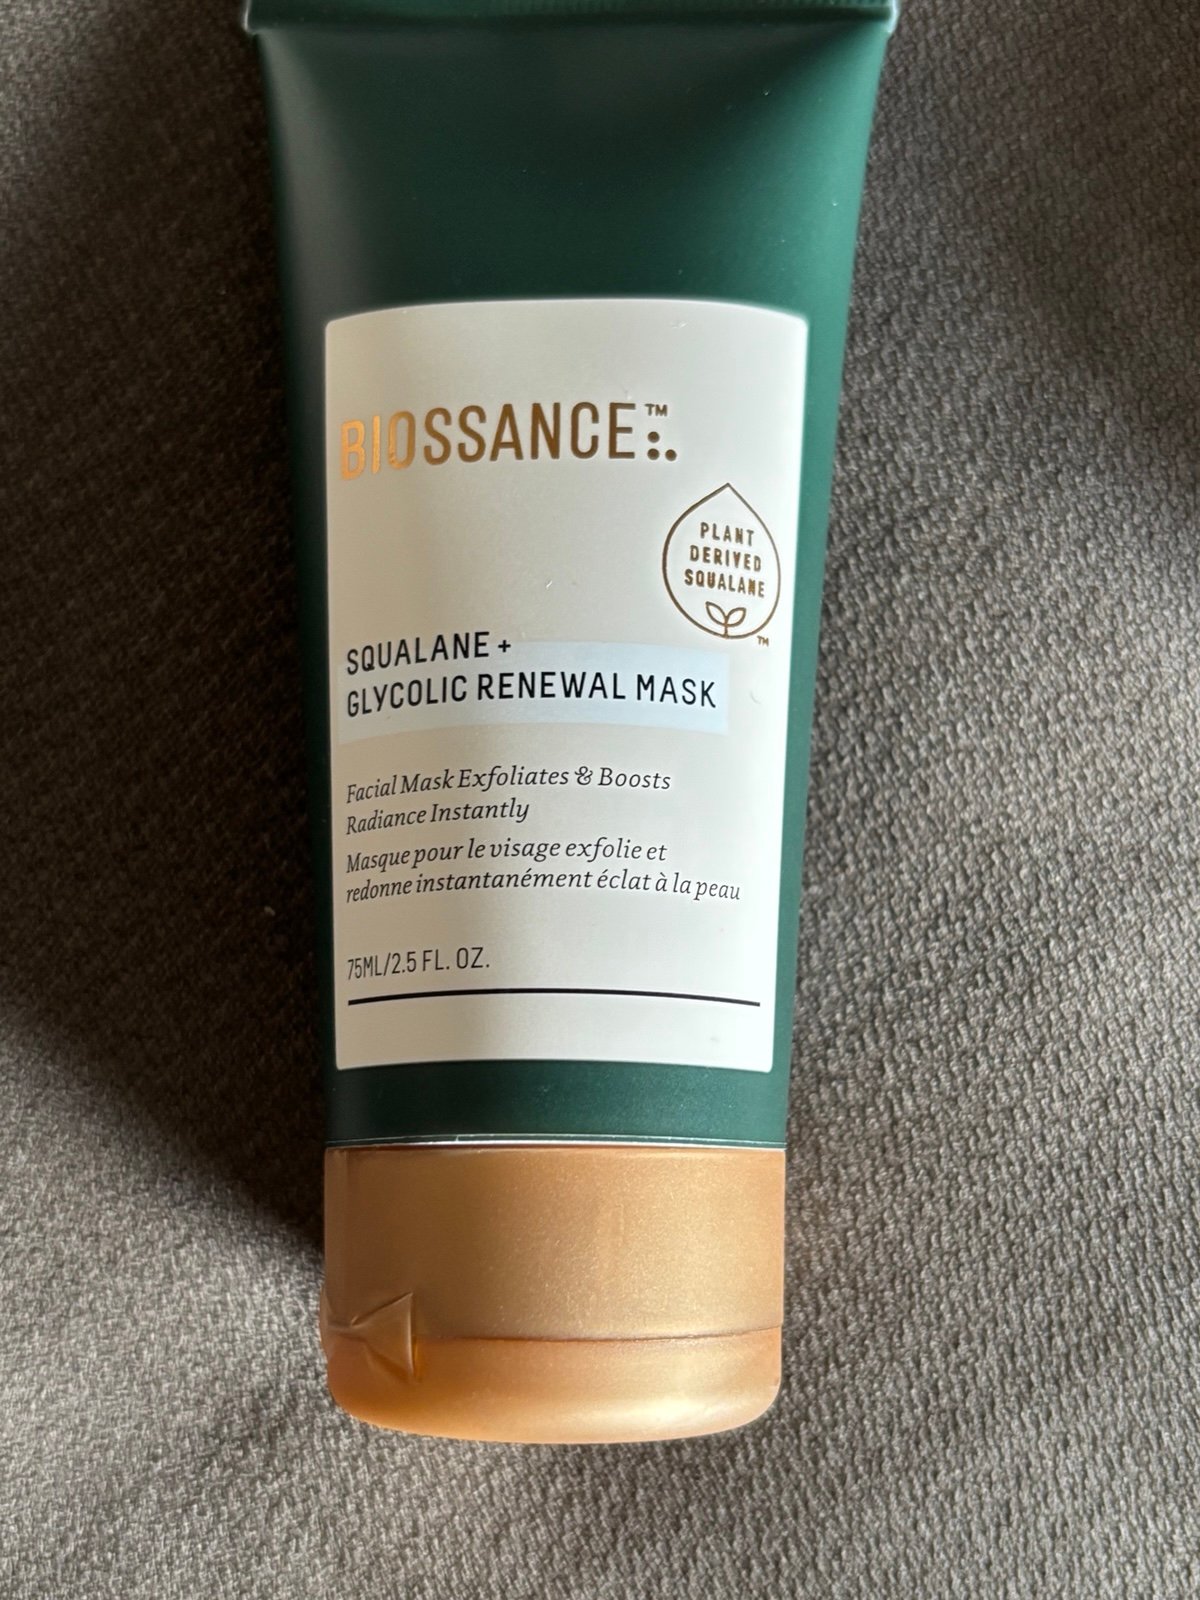 BIOSSANCE™
PLANT
DERIVED
SQUALANE
™
SQUALANE +
GLYCOLIC RENEWAL MASK
Facial Mask Exfoliates & Boosts
Radiance Instantly
Masque pour le visage exfolie et
redonne instantanément éclat à la peau
75ML/2.5 FL. OZ.